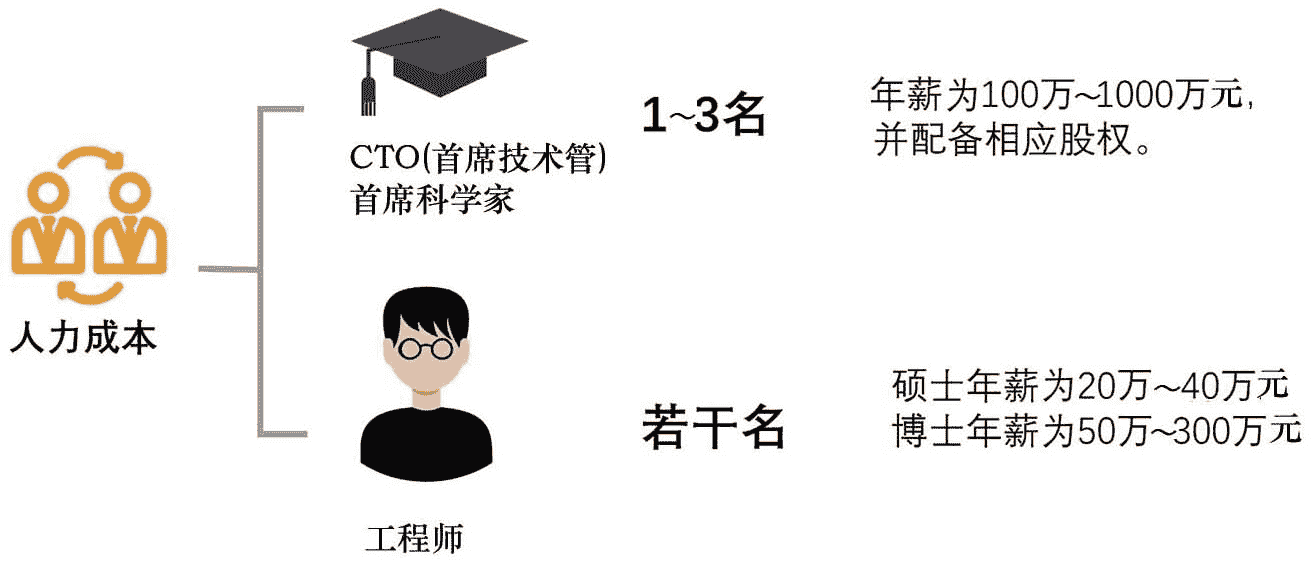 人力成本
CTO(首席技术管)
首席科学家
1~3名
年薪为100万~1000万元,
并配备相应股权。
工程师
若干名
硕士年薪为20万~40万元
博士年薪为50万~300万元